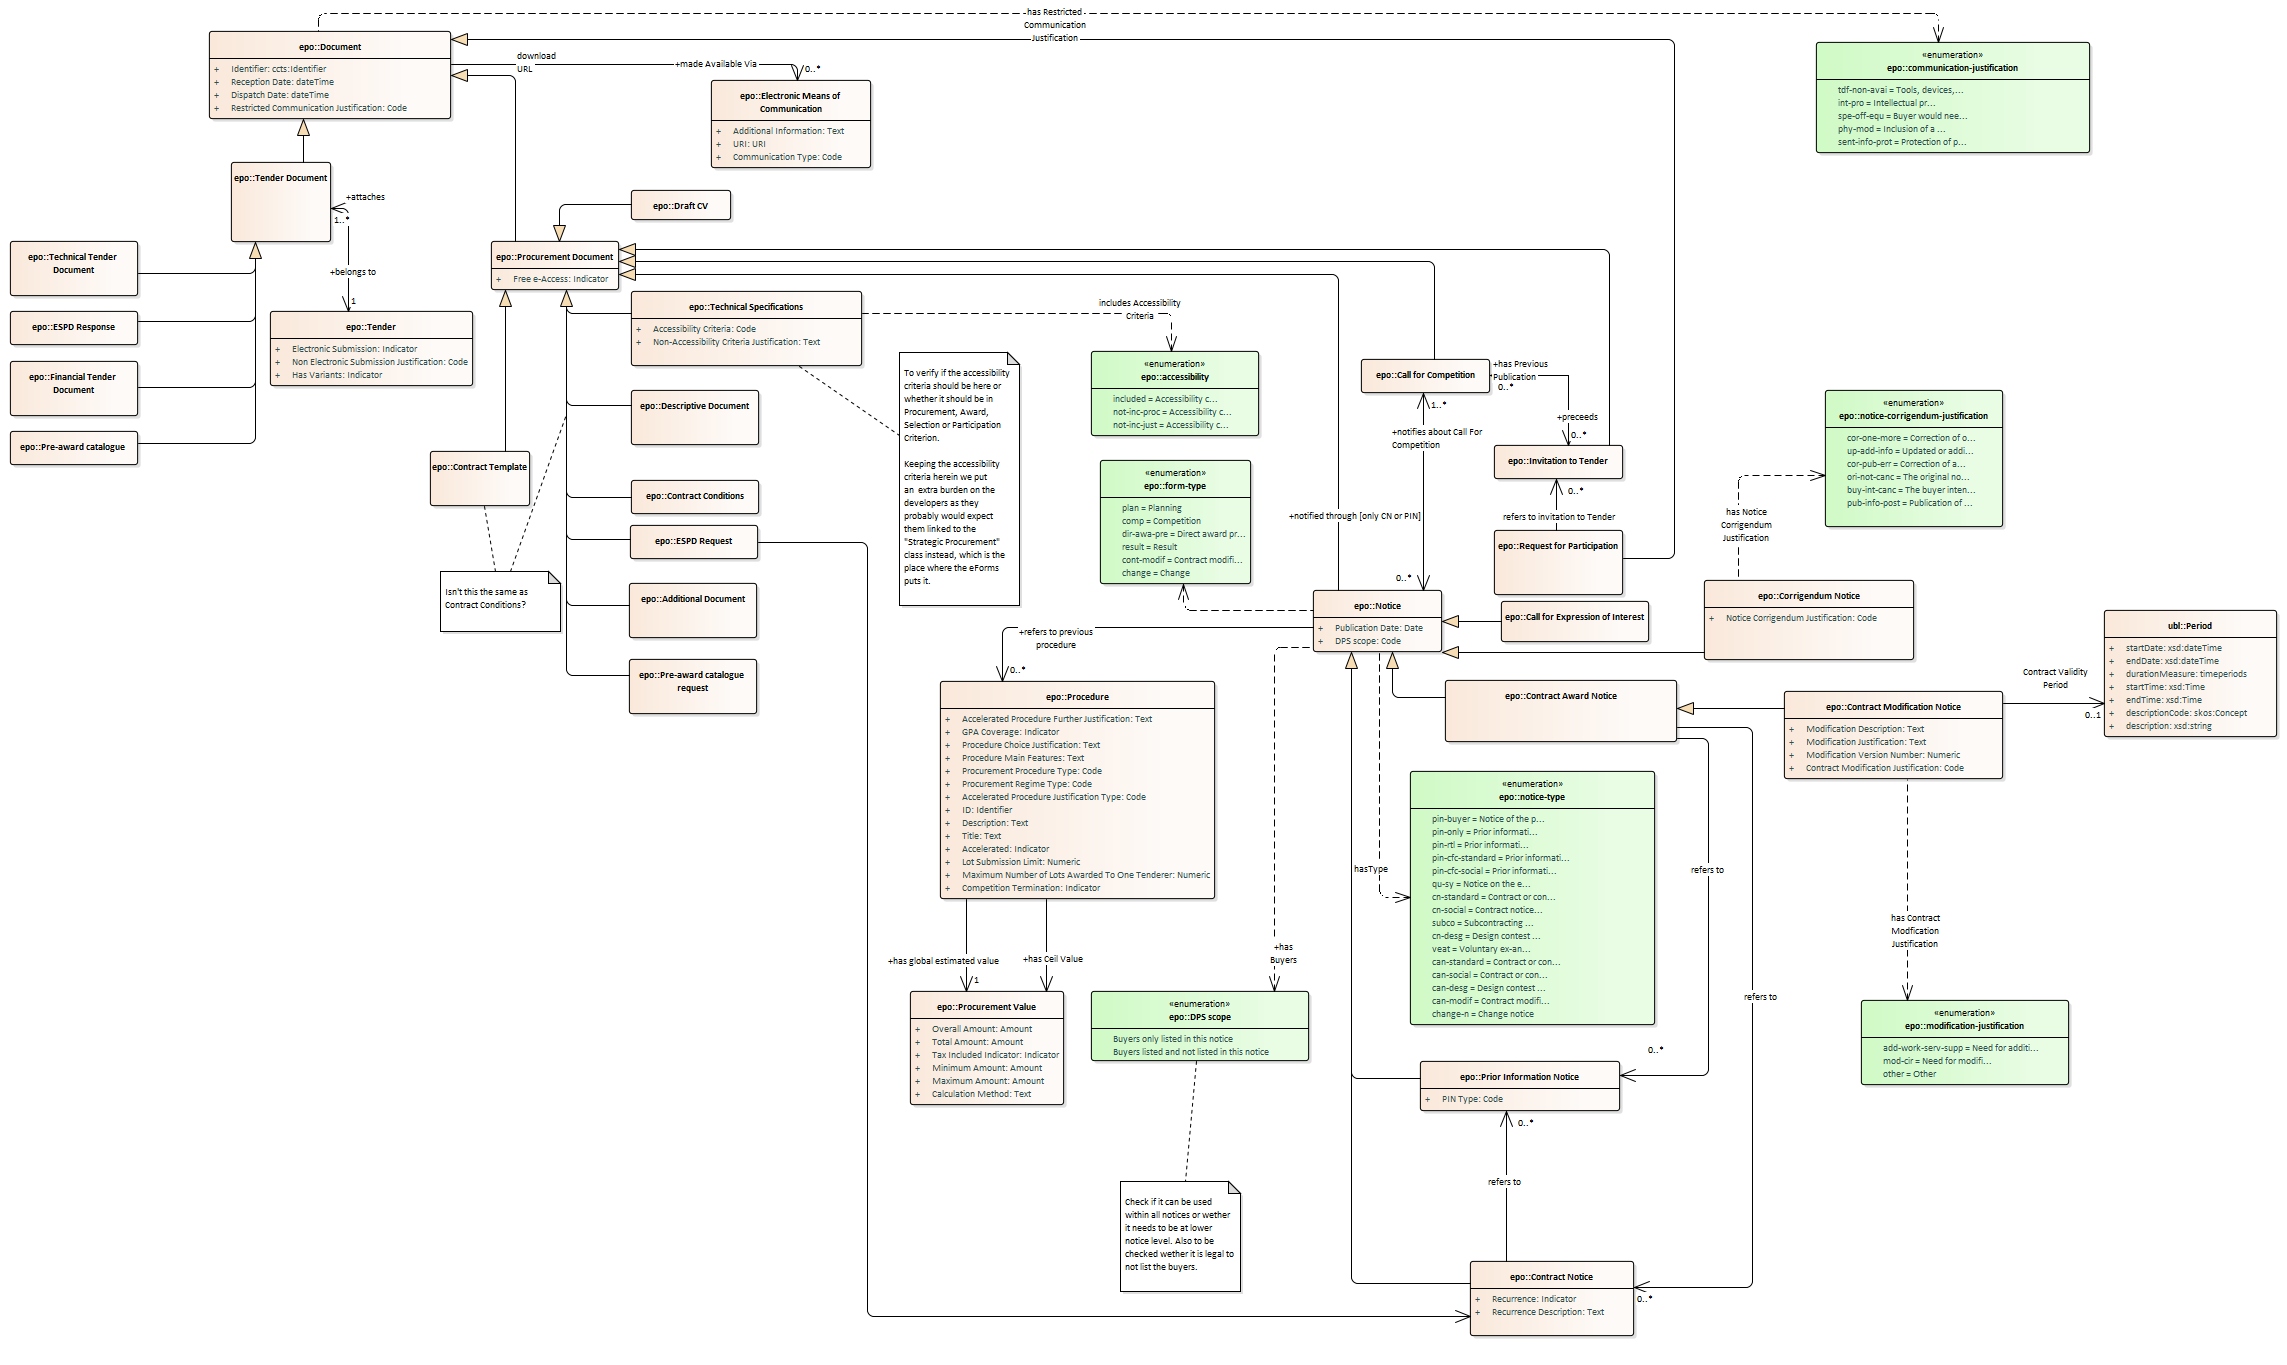 has Restricted
Communication
Justification
epo::Document
+ Identifier: ccts:Identifier
+ Reception Date: dateTime
+ Dispatch Date: dateTime
+ Restricted Communication Justification: Code
download
URL
+made Available Via
0..*
epo::Electronic Means of
Communication
+ Additional Information: Text
+ URI: URI
+ Communication Type: Code
«enumeration»
epo::communication-justification
tdf-non-avai = Tools, devices,...
int-pro = Intellectual pr...
spe-off-equ = Buyer would nee...
phy-mod = Inclusion of a ...
sent-info-prot = Protection of p...
epo::Tender Document
+attaches
1..*
+belongs to
1
epo::Technical Tender
Document
epo::ESPD Response
epo::Financial Tender
Document
epo::Pre-award catalogue
epo::Tender
+ Electronic Submission: Indicator
+ Non Electronic Submission Justification: Code
+ Has Variants: Indicator
epo::Draft CV
epo::Procurement Document
+ Free e-Access: Indicator
epo::Technical Specifications
+ Accessibility Criteria: Code
+ Non-Accessibility Criteria Justification: Text
includes Accessibility
Criteria
«enumeration»
epo::accessibility
included = Accessibility c...
not-inc-proc = Accessibility c...
not-inc-just = Accessibility c...
To verify if the accessibility
criteria should be here or
whether it should be in
Procurement, Award,
Selection or Participation
Criterion.
Keeping the accessibility
criteria herein we put
an extra burden on the
developers as they
probably would expect
them linked to the
"Strategic Procurement"
class instead, which is the
place where the eForms
puts it.
epo::Descriptive Document
epo::Contract Template
epo::Contract Conditions
epo::ESPD Request
Isn't this the same as
Contract Conditions?
epo::Additional Document
epo::Pre-award catalogue
request
«enumeration»
epo::form-type
plan = Planning
comp = Competition
dir-awa-pre = Direct award pr...
result = Result
cont-modif = Contract modifi...
change = Change
epo::Call for Competition
+has Previous
Publication
0..*
+preceeds
0..*
1..*
+notifies about Call For
Competition
+notified through [only CN or PIN]
0..*
epo::Invitation to Tender
0..*
refers to invitation to Tender
epo::Request for Participation
«enumeration»
epo::notice-corrigendum-justification
cor-one-more = Correction of o...
up-add-info = Updated or addi...
cor-pub-err = Correction of a...
ori-not-canc = The original no...
buy-int-canc = The buyer inten...
pub-info-post = Publication of ...
has Notice
Corrigendum
Justification
epo::Notice
+ Publication Date: Date
+ DPS scope: Code
epo::Call for Expression of Interest
epo::Corrigendum Notice
+ Notice Corrigendum Justification: Code
ubl::Period
+ startDate: xsd:dateTime
+ endDate: xsd:dateTime
+ durationMeasure: timeperiods
+ startTime: xsd:Time
+ endTime: xsd:Time
+ descriptionCode: skos:Concept
+ description: xsd:string
Contract Validity
Period
0..1
+refers to previous
procedure
0..*
epo::Procedure
+ Accelerated Procedure Further Justification: Text
+ GPA Coverage: Indicator
+ Procedure Choice Justification: Text
+ Procedure Main Features: Text
+ Procurement Procedure Type: Code
+ Procurement Regime Type: Code
+ Accelerated Procedure Justification Type: Code
+ ID: Identifier
+ Description: Text
+ Title: Text
+ Accelerated: Indicator
+ Lot Submission Limit: Numeric
+ Maximum Number of Lots Awarded To One Tenderer: Numeric
+ Competition Termination: Indicator
epo::Contract Award Notice
epo::Contract Modification Notice
+ Modification Description: Text
+ Modification Justification: Text
+ Modification Version Number: Numeric
+ Contract Modification Justification: Code
hasType
«enumeration»
epo::notice-type
pin-buyer = Notice of the p...
pin-only = Prior informati...
pin-rtl = Prior informati...
pin-cfc-standard = Prior informati...
pin-cfc-social = Prior informati...
qu-sy = Notice on the e...
cn-standard = Contract or con...
cn-social = Contract notice...
subco = Subcontracting ...
cn-desg = Design contest ...
veat = Voluntary ex-an...
can-standard = Contract or con...
can-social = Contract or con...
can-desg = Design contest ...
can-modif = Contract modifi...
change-n = Change notice
refers to
refers to
has Contract
Modfication
Justification
+has global estimated value
1
+has Ceil Value
+has
Buyers
epo::Procurement Value
+ Overall Amount: Amount
+ Total Amount: Amount
+ Tax Included Indicator: Indicator
+ Minimum Amount: Amount
+ Maximum Amount: Amount
+ Calculation Method: Text
«enumeration»
epo::DPS scope
Buyers only listed in this notice
Buyers listed and not listed in this notice
«enumeration»
epo::modification-justification
add-work-serv-supp = Need for additi...
mod-cir = Need for modifi...
other = Other
0..*
epo::Prior Information Notice
+ PIN Type: Code
0..*
refers to
Check if it can be used
within all notices or wether
it needs to be at lower
notice level. Also to be
checked wether it is legal to
not list the buyers.
epo::Contract Notice
+ Recurrence: Indicator
+ Recurrence Description: Text
0..*